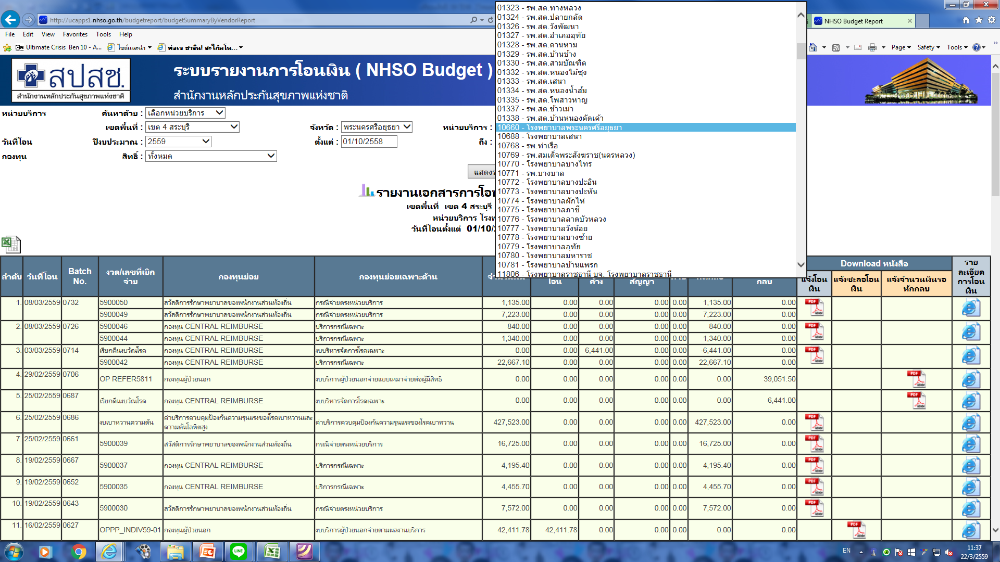 http://ucapps1.nhso.go.th/budgetreport/budgetSummaryByVendorReport
NHSO Budget Report
File Edit View Favorites Tools Help
Ultimate Crisis Ben 10 - A...
ไซต์แนะนำ
พ่อเจ ฮารั่น! สะใภ้มโน...
Page Safety Tools
สปสช.
สำนักงานหลักประกันสุขภาพแห่งชาติ
ระบบรายงานการโอนเงิน ( NHSO Budget )
สำนักงานหลักประกันสุขภาพแห่งชาติ
หน่วยบริการ ค้นหาด้วย : เลือกหน่วยบริการ
เขตพื้นที่ : เขต 4 สระบุรี จังหวัด : พระนครศรีอยุธยา หน่วยบริการ :
วันที่โอน ปีงบประมาณ : 2559 ตั้งแต่ : 01/10/2558 ถึง :
กองทุน สิทธิ์ : ทั้งหมด
01323 - รพ.สต.ทางหลวง
01324 - รพ.สต.ปลายกลัด
01326 - รพ.สต.วังพัฒนา
01327 - รพ.สต.อำเภออุทัย
01328 - รพ.สต.คานหาม
01329 - รพ.สต.บ้านช้าง
01330 - รพ.สต.สามบัณฑิต
01332 - รพ.สต.หนองไม้ซุง
01333 - รพ.สต.เสนา
01334 - รพ.สต.หนองน้ำส้ม
01335 - รพ.สต.โพสาวหาญ
01337 - รพ.สต.ข้าวเม่า
01338 - รพ.สต.บ้านหนองคัดเค้า
10660 - โรงพยาบาลพระนครศรีอยุธยา
10688 - โรงพยาบาลเสนา
10768 - รพ.ท่าเรือ
10769 - รพ.สมเด็จพระสังฆราช(นครหลวง)
10770 - โรงพยาบาลบางไทร
10771 - รพ.บางบาล
10772 - โรงพยาบาลบางปะอิน
10773 - โรงพยาบาลบางปะหัน
10774 - โรงพยาบาลผักไห่
10775 - โรงพยาบาลภาชี
10776 - โรงพยาบาลลาดบัวหลวง
10777 - โรงพยาบาลวังน้อย
10778 - โรงพยาบาลบางซ้าย
10779 - โรงพยาบาลอุทัย
10780 - โรงพยาบาลมหาราช
10781 - โรงพยาบาลบ้านแพรก
11806 - โรงพยาบาลราชธานี บจ. โรงพยาบาลราชธานี
แสดงร
รายงานเอกสารการโอน
เขตพื้นที่ เขต 4 สระบุรี
หน่วยบริการ โรงพ
วันที่โอนตั้งแต่ 01/10/
ลำดับ วันที่โอน Batch No. งวด/เลขที่เบิกจ่าย กองทุนย่อย กองทุนย่อยเฉพาะด้าน โอน ค้าง สัญญา กลับ Download หนังสือ รายละเอียดการโอนเงิน
แจ้งโอนเงิน แจ้งชะลอโอนเงิน แจ้งจำนวนเงินรอหักกลบ
1. 08/03/2559 0732 5900050 สวัสดิการรักษาพยาบาลของพนักงานส่วนท้องถิ่น กรณีจ่ายตรงหน่วยบริการ 1,135.00 0.00 0.00 0.00 0.00 1,135.00 0.00
5900049 สวัสดิการรักษาพยาบาลของพนักงานส่วนท้องถิ่น กรณีจ่ายตรงหน่วยบริการ 7,223.00 0.00 0.00 0.00 0.00 7,223.00 0.00
2. 08/03/2559 0726 5900046 กองทุน CENTRAL REIMBURSE บริการกรณีเฉพาะ 840.00 0.00 0.00 0.00 0.00 840.00 0.00
5900044 กองทุน CENTRAL REIMBURSE บริการกรณีเฉพาะ 1,340.00 0.00 0.00 0.00 0.00 1,340.00 0.00
3. 03/03/2559 0714 เรียกคืนงบวัณโรค กองทุน CENTRAL REIMBURSE งบบริหารจัดการโรคเฉพาะ 0.00 0.00 6,441.00 0.00 0.00 -6,441.00 0.00
5900042 กองทุน CENTRAL REIMBURSE บริการกรณีเฉพาะ 22,667.10 0.00 0.00 0.00 0.00 22,667.10 0.00
4. 29/02/2559 0706 OP REFER5811 กองทุนผู้ป่วยนอก งบบริการผู้ป่วยนอกจ่ายแบบเหมาจ่ายต่อผู้มีสิทธิ 0.00 0.00 0.00 0.00 0.00 0.00 39,051.50
5. 25/02/2559 0687 เรียกคืนงบวัณโรค กองทุน CENTRAL REIMBURSE งบบริหารจัดการโรคเฉพาะ 0.00 0.00 0.00 0.00 0.00 0.00 6,441.00
6. 25/02/2559 0686 งบเบาหวานความดัน ค่าบริการควบคุมป้องกันความรุนแรงของโรคเบาหวานและความดันโลหิตสูง ค่าบริการควบคุมป้องกันความรุนแรงของโรคเบาหวาน 427,523.00 0.00 0.00 0.00 0.00 427,523.00 0.00
7. 25/02/2559 0661 5900039 สวัสดิการรักษาพยาบาลของพนักงานส่วนท้องถิ่น กรณีจ่ายตรงหน่วยบริการ 16,725.00 0.00 0.00 0.00 0.00 16,725.00 0.00
8. 19/02/2559 0667 5900037 กองทุน CENTRAL REIMBURSE บริการกรณีเฉพาะ 4,195.40 0.00 0.00 0.00 0.00 4,195.40 0.00
9. 19/02/2559 0652 5900035 กองทุน CENTRAL REIMBURSE บริการกรณีเฉพาะ 4,455.70 0.00 0.00 0.00 0.00 4,455.70 0.00
10. 19/02/2559 0643 5900030 สวัสดิการรักษาพยาบาลของพนักงานส่วนท้องถิ่น กรณีจ่ายตรงหน่วยบริการ 7,572.00 0.00 0.00 0.00 0.00 7,572.00 0.00
11. 16/02/2559 0627 OPPP_INDIV59-01 กองทุนผู้ป่วยนอก งบบริการผู้ป่วยนอกจ่ายตามผลงานบริการ 42,411.78 42,411.78 0.00 0.00 0.00 0.00 0.00
EN 11:37
22/3/2559